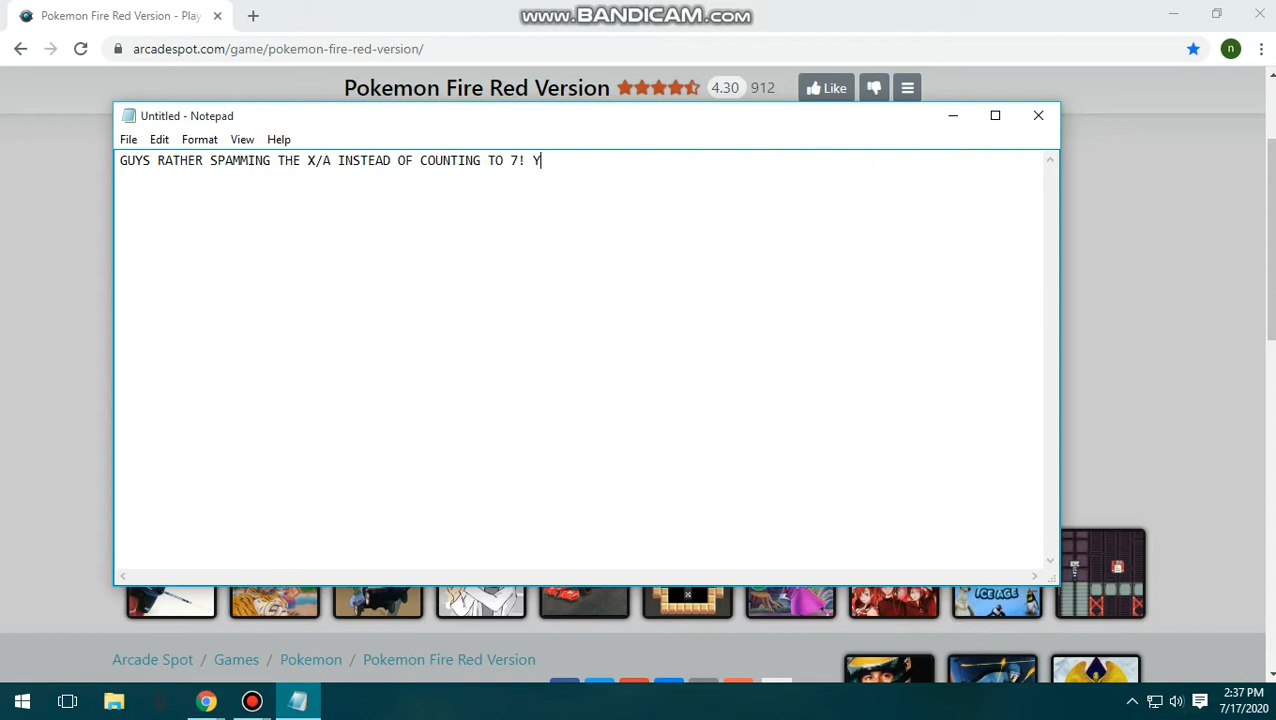 Pokemon Fire Red Version - Play
www.BANDICAM.com
arcadespot.com/game/pokemon-fire-red-version/
n
Pokemon Fire Red Version 4.30 912 Like
Untitled - Notepad
File Edit Format View Help
GUYS RATHER SPAMMING THE X/A INSTEAD OF COUNTING TO 7! Y
ICE AGE
Arcade Spot / Games / Pokemon / Pokemon Fire Red Version
2:37 PM
7/17/2020